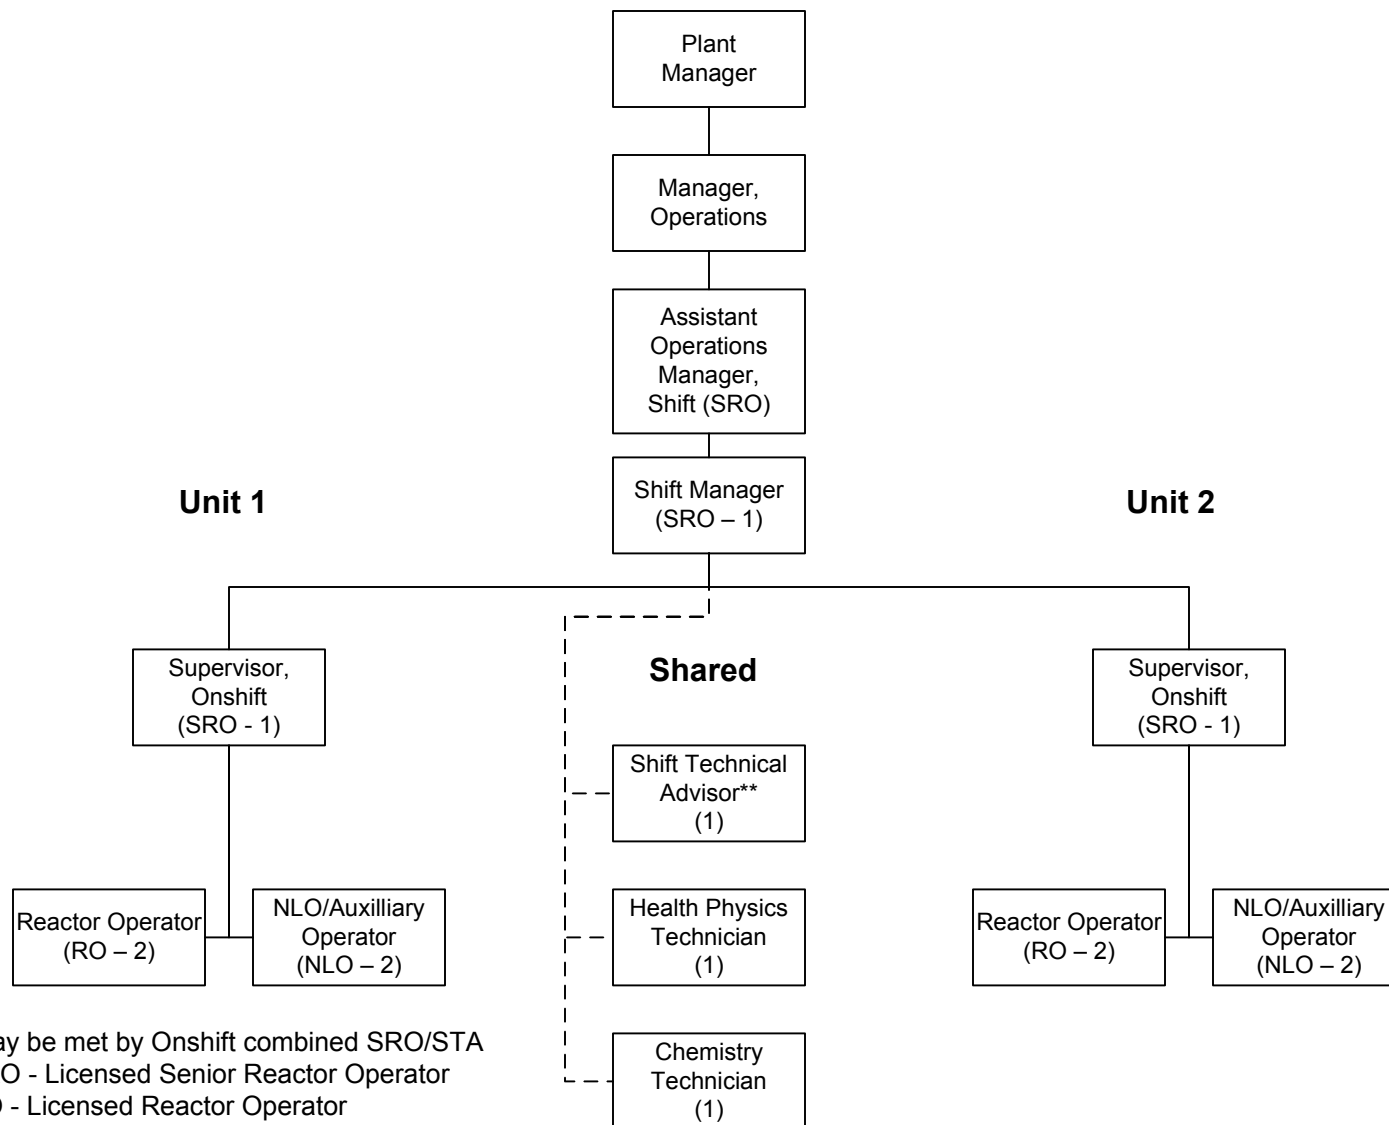 Plant
Manager
Manager,
Operations
Assistant
Operations
Manager,
Shift (SRO)
Shift Manager
(SRO – 1)
Unit 1
Unit 2
Supervisor,
Onshift
(SRO - 1)
Shared
Supervisor,
Onshift
(SRO - 1)
Shift Technical
Advisor**
(1)
Reactor Operator
(RO – 2)
NLO/Auxilliary
Operator
(NLO – 2)
Health Physics
Technician
(1)
Reactor Operator
(RO – 2)
NLO/Auxilliary
Operator
(NLO – 2)
Chemistry
Technician
(1)
be met by Onshift combined SRO/STA
- Licensed Senior Reactor Operator
- Licensed Reactor Operator